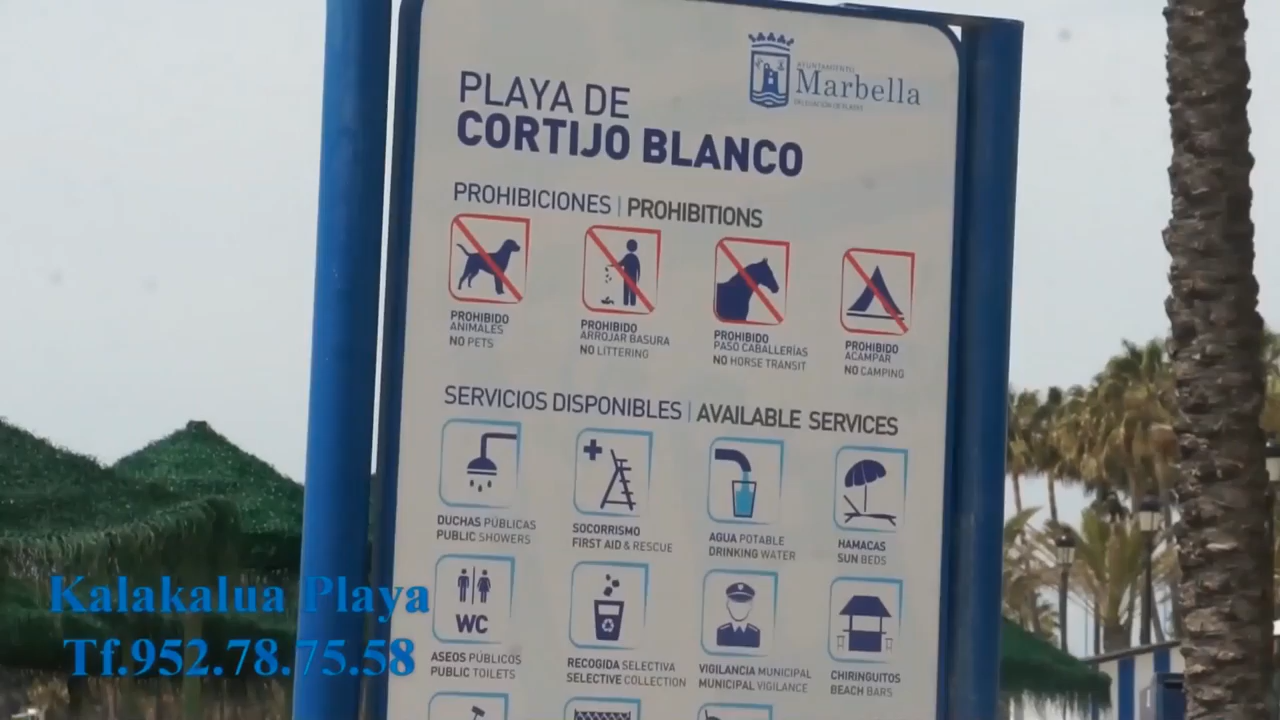 AYUNTAMIENTO
Marbella
PLAYA DE
CORTIJO BLANCO
PROHIBICIONES | PROHIBITIONS
PROHIBIDO
ANIMALES
NO PETS
PROHIBIDO
ARROJAR BASURA
NO LITTERING
PROHIBIDO
PASO CABALLERÍAS
NO HORSE TRANSIT
PROHIBIDO
ACAMPAR
NO CAMPING
SERVICIOS DISPONIBLES | AVAILABLE SERVICES
DUCHAS PÚBLICAS
PUBLIC SHOWERS
SOCORRISMO
FIRST AID & RESCUE
AGUA POTABLE
DRINKING WATER
HAMACAS
SUN BEDS
WC
ASEOS PÚBLICOS
PUBLIC TOILETS
RECOGIDA SELECTIVA
SELECTIVE COLLECTION
VIGILANCIA MUNICIPAL
MUNICIPAL VIGILANCE
CHIRINGUITOS
BEACH BARS
Kalakalua Playa
Tf.952.78.75.58